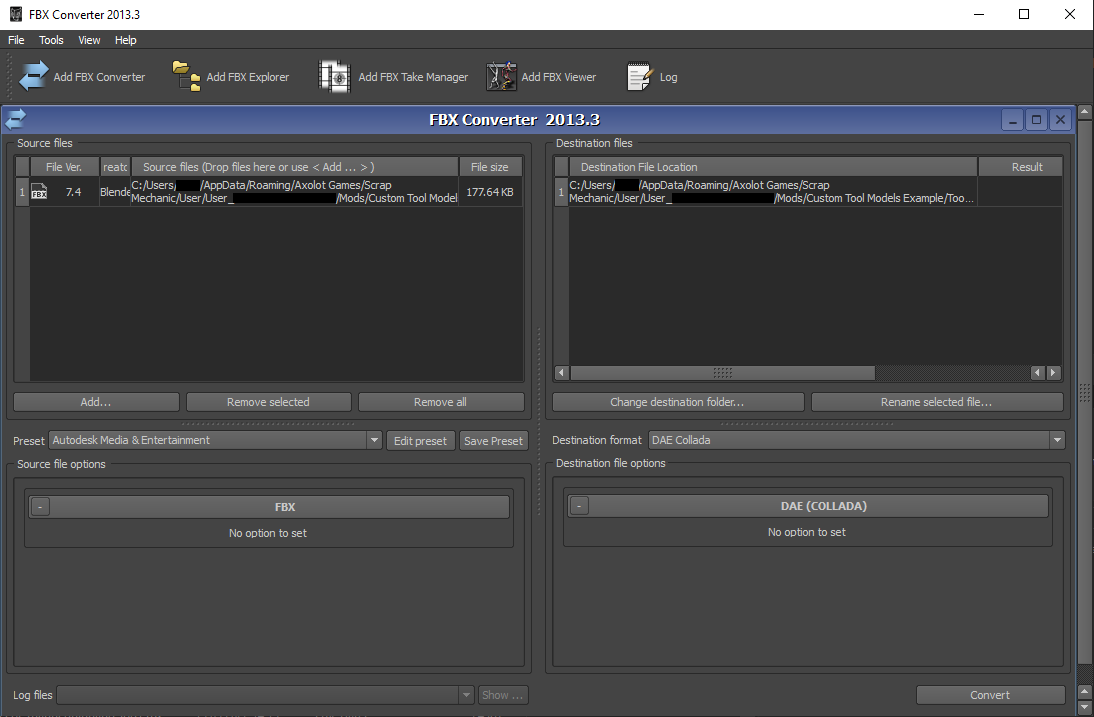 FBX Converter 2013.3
File Tools View Help
Add FBX Converter Add FBX Explorer Add FBX Take Manager Add FBX Viewer Log
FBX Converter 2013.3
Source files
File Ver. reato Source files (Drop files here or use < Add ... > ) File size
1 FBX 7.4 Blende C:/Users/ /AppData/Roaming/Axolot Games/Scrap 177.64 KB
Mechanic/User/User_ /Mods/Custom Tool Model
Add...
Remove selected
Remove all
Preset Autodesk Media & Entertainment Edit preset Save Preset
Source file options
- FBX
No option to set
Log files Show ...
Destination files
Destination File Location Result
1 C:/Users/ /AppData/Roaming/Axolot Games/Scrap
Mechanic/User/User_ /Mods/Custom Tool Models Example/Too...
Change destination folder...
Rename selected file...
Destination format DAE Collada
Destination file options
- DAE (COLLADA)
No option to set
Convert